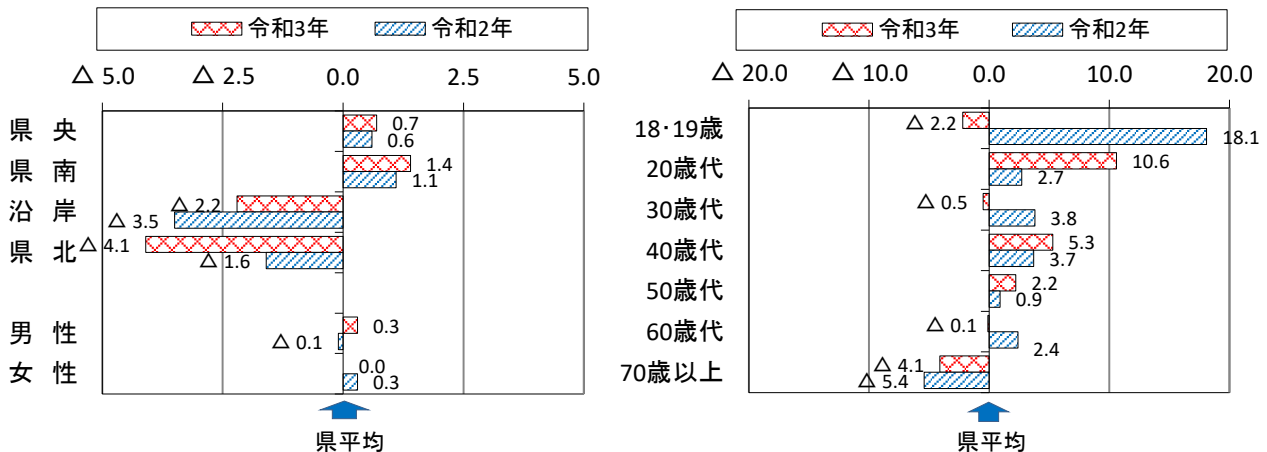 令和3年 令和2年
△ 5.0 △ 2.5 0.0 2.5 5.0
県 央 0.7
0.6
県 南 1.4
1.1
沿 岸 △ 2.2
△ 3.5
県 北 △ 4.1
△ 1.6
男 性 0.3
△ 0.1
女 性 0.0
0.3
県平均
令和3年 令和2年
△ 20.0 △ 10.0 0.0 10.0 20.0
18･19歳 △ 2.2
18.1
20歳代 10.6
2.7
30歳代 △ 0.5
3.8
40歳代 5.3
3.7
50歳代 2.2
0.9
60歳代 △ 0.1
2.4
70歳以上 △ 4.1
△ 5.4
県平均